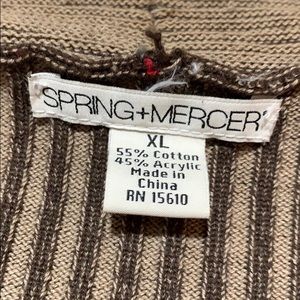 SPRING+MERCER
XL
55% Cotton
45% Acrylic
Made in
China
RN 15610